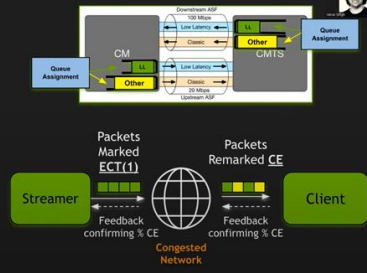 Downstream ASF
100 Mbps
Low Latency
LL
Classic
Other
Queue
Assignment
CM
CMTS
Queue
Assignment
LL
Low Latency
Other
Classic
20 Mbps
Upstream ASF
Packets
Marked
ECT(1)
Packets
Remarked CE
Streamer
Client
Feedback
confirming % CE
Feedback
confirming % CE
Congested
Network